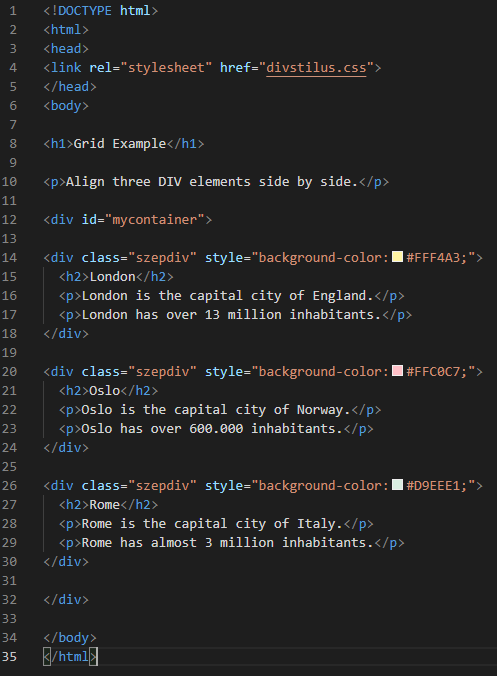 1 <!DOCTYPE html>
2 <html>
3 <head>
4 <link rel="stylesheet" href="divstilus.css">
5 </head>
6 <body>
7
8 <h1>Grid Example</h1>
9
10 <p>Align three DIV elements side by side.</p>
11
12 <div id="mycontainer">
13
14 <div class="szepdiv" style="background-color:#FFF4A3;">
15   <h2>London</h2>
16   <p>London is the capital city of England.</p>
17   <p>London has over 13 million inhabitants.</p>
18 </div>
19
20 <div class="szepdiv" style="background-color:#FFC0C7;">
21   <h2>Oslo</h2>
22   <p>Oslo is the capital city of Norway.</p>
23   <p>Oslo has over 600.000 inhabitants.</p>
24 </div>
25
26 <div class="szepdiv" style="background-color:#D9EEE1;">
27   <h2>Rome</h2>
28   <p>Rome is the capital city of Italy.</p>
29   <p>Rome has almost 3 million inhabitants.</p>
30 </div>
31
32 </div>
33
34 </body>
35 </html>